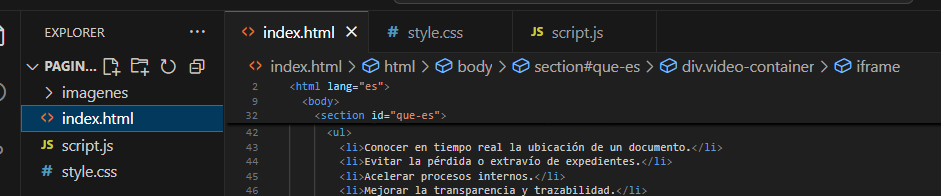 EXPLORER ...
PAGIN...
imagenes
index.html
JS script.js
# style.css
index.html
# style.css
JS script.js
index.html > html > body > section#que-es > div.video-container > iframe
2 <html lang="es">
9 <body>
32 <section id="que-es">
42 <ul>
43 <li>Conocer en tiempo real la ubicación de un documento.</li>
44 <li>Evitar la pérdida o extravío de expedientes.</li>
45 <li>Acelerar procesos internos.</li>
46 <li>Mejorar la transparencia y trazabilidad.</li>